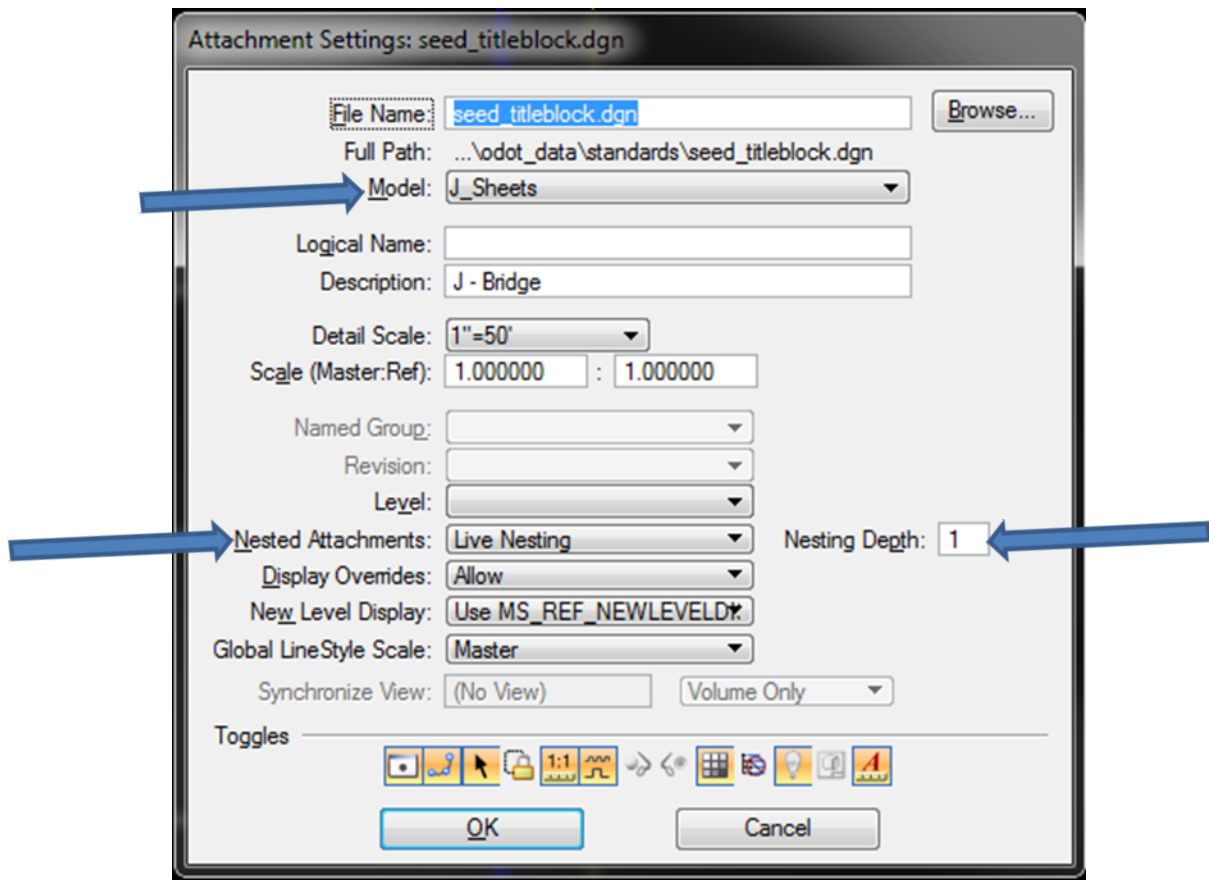 Attachment Settings: seed_titleblock.dgn
File Name: seed_titleblock.dgn Browse...
Full Path: ...\odot_data\standards\seed_titleblock.dgn
Model: J_Sheets
Logical Name:
Description: J - Bridge
Detail Scale: 1"=50'
Scale (Master:Ref): 1.000000 : 1.000000
Named Group:
Revision:
Level:
Nested Attachments: Live Nesting Nesting Depth: 1
Display Overrides: Allow
New Level Display: Use MS_REF_NEWLEVELDI
Global LineStyle Scale: Master
Synchronize View: (No View) Volume Only
Toggles
1:1 A
OK Cancel